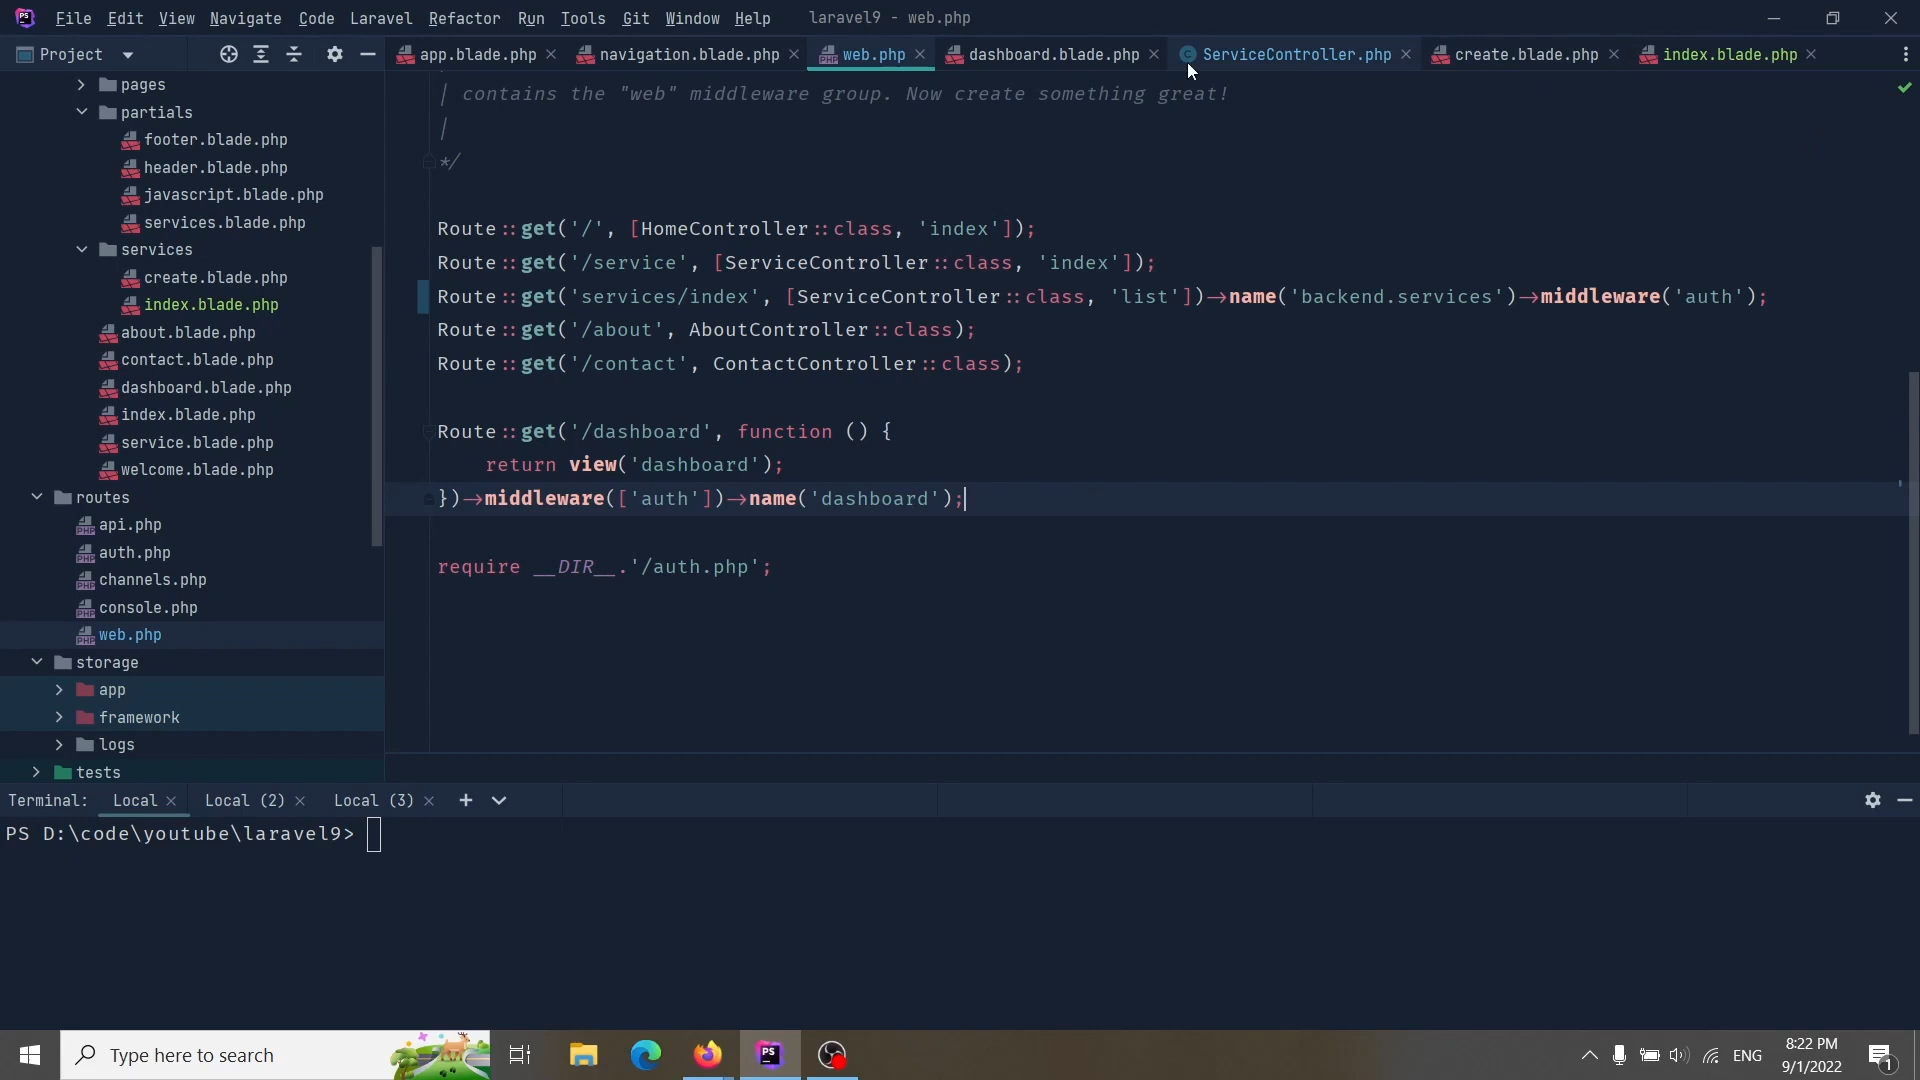 File Edit View Navigate Code Laravel Refactor Run Tools Git Window Help laravel9 - web.php
Project
app.blade.php navigation.blade.php web.php dashboard.blade.php ServiceController.php create.blade.php index.blade.php
pages
partials
footer.blade.php
header.blade.php
javascript.blade.php
services.blade.php
services
create.blade.php
index.blade.php
about.blade.php
contact.blade.php
dashboard.blade.php
index.blade.php
service.blade.php
welcome.blade.php
routes
api.php
auth.php
channels.php
console.php
web.php
storage
app
framework
logs
tests
| contains the "web" middleware group. Now create something great!
|
*/
Route::get('/', [HomeController::class, 'index']);
Route::get('/service', [ServiceController::class, 'index']);
Route::get('services/index', [ServiceController::class, 'list'])->name('backend.services')->middleware('auth');
Route::get('/about', AboutController::class);
Route::get('/contact', ContactController::class);
Route::get('/dashboard', function () {
return view('dashboard');
})->middleware(['auth'])->name('dashboard');
require __DIR__.'/auth.php';
Terminal: Local Local (2) Local (3)
PS D:\code\youtube\laravel9>
Type here to search
PS
ENG
8:22 PM
9/1/2022
1